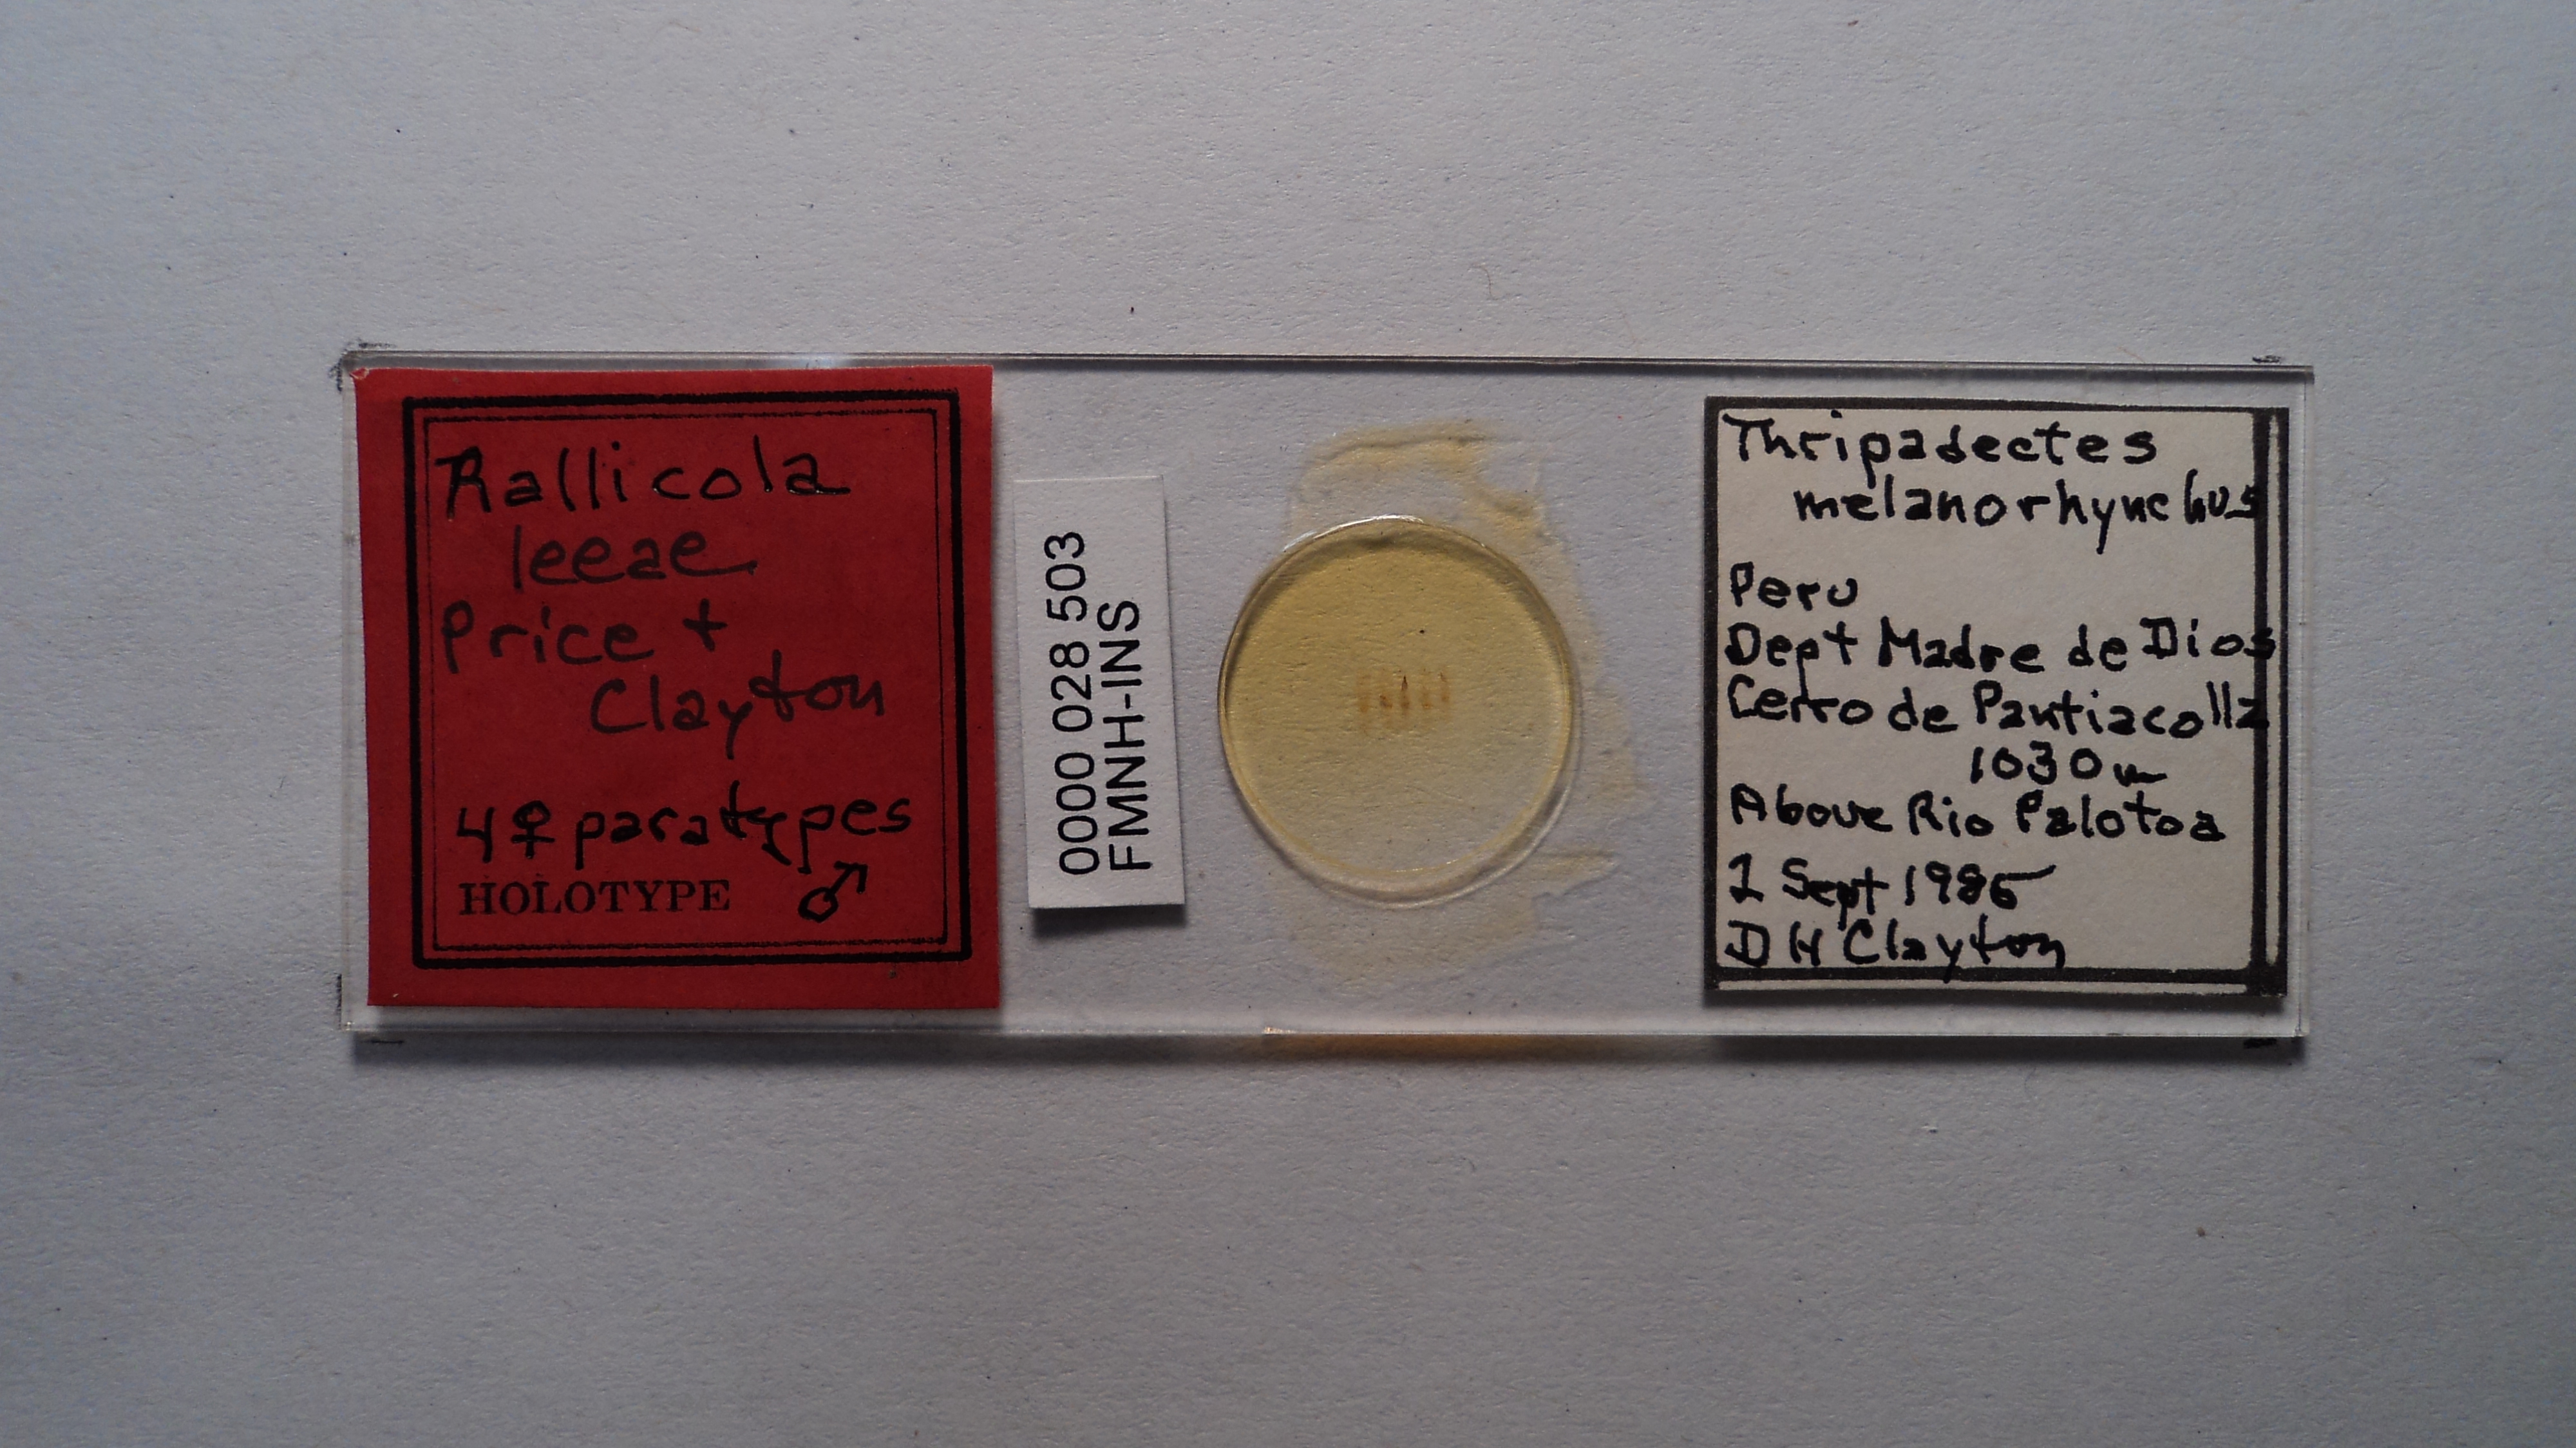 Rallicola
leeae
Price +
Clayton
4♀ paratypes
HOLOTYPE ♂
0000 028 503
FMNH-INS
Thripadectes
melanorhynchus
Peru
Dept Madre de Dios
Cerro de Pantiacolla
1030 m
Above Rio Palotoa
1 Sept 1985
D H Clayton